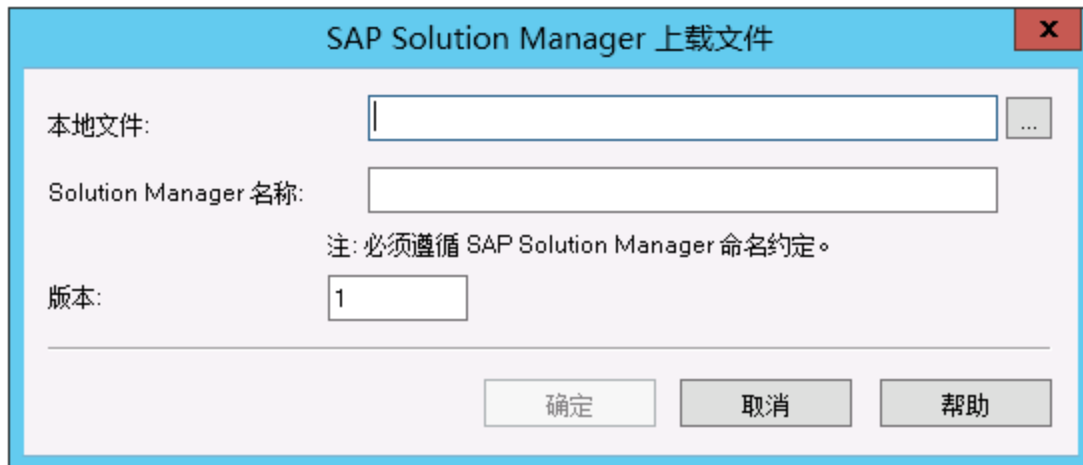 SAP Solution Manager 上载文件
x
本地文件:
...
Solution Manager 名称:
注: 必须遵循 SAP Solution Manager 命名约定。
版本: 1
确定 取消 帮助